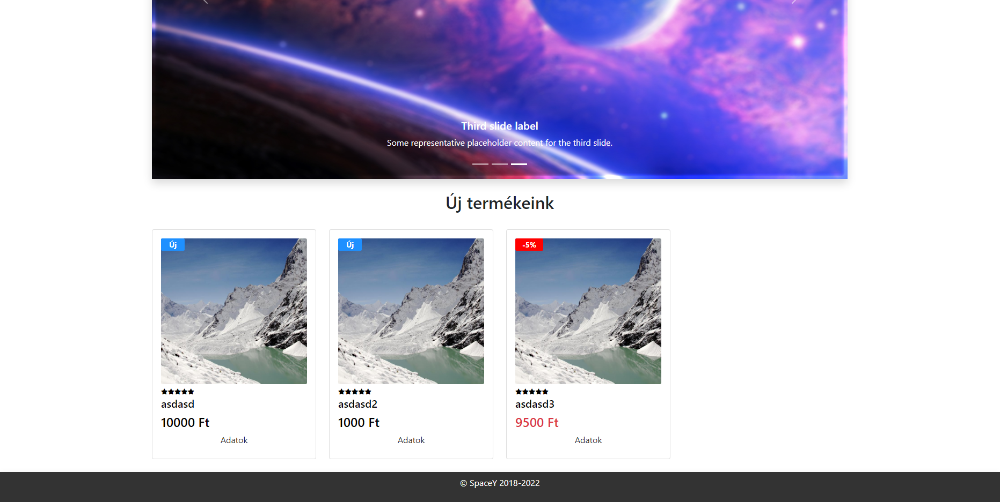 Third slide label
Some representative placeholder content for the third slide.
Új termékeink
Új
asdasd
10000 Ft
Adatok
Új
asdasd2
1000 Ft
Adatok
-5%
asdasd3
9500 Ft
Adatok
© SpaceY 2018-2022